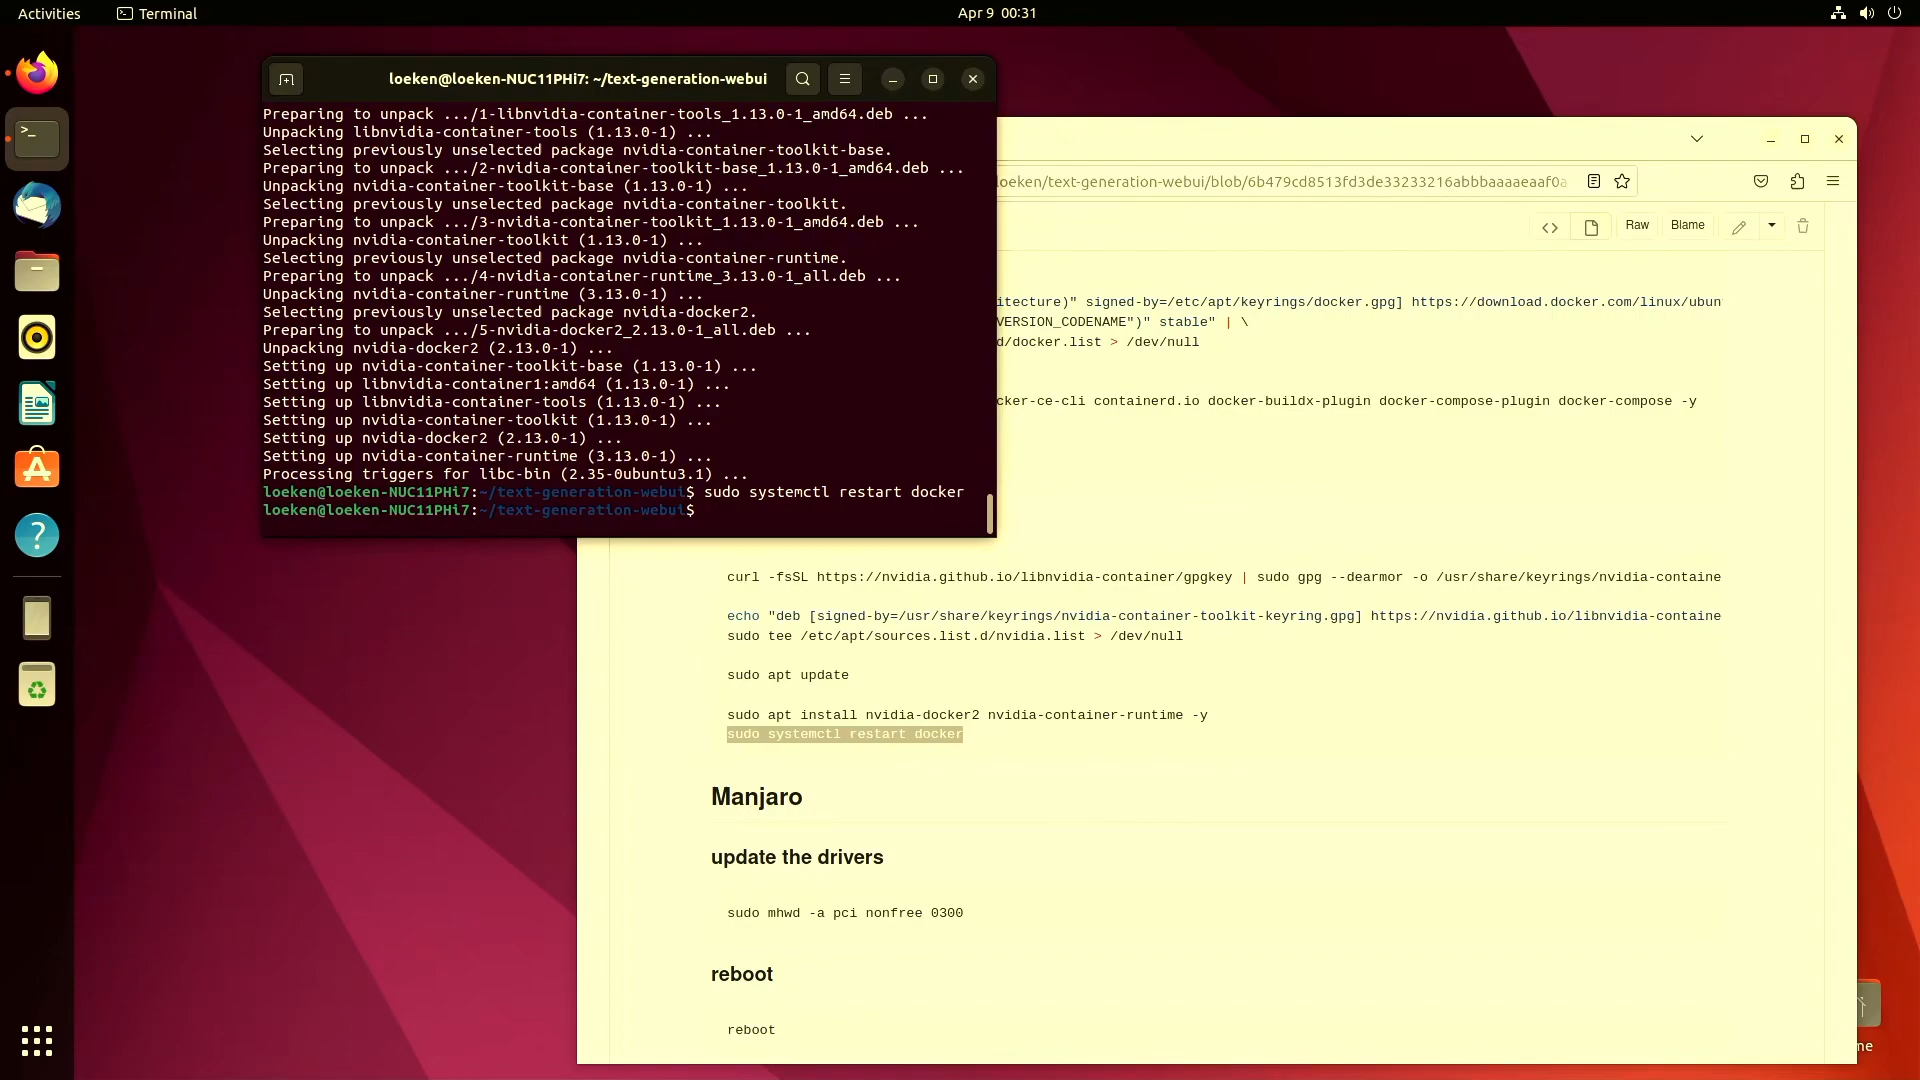 Activities
Terminal
Apr 9 00:31
loeken@loeken-NUC11PHi7: ~/text-generation-webui
Preparing to unpack .../1-libnvidia-container-tools_1.13.0-1_amd64.deb ...
Unpacking libnvidia-container-tools (1.13.0-1) ...
Selecting previously unselected package nvidia-container-toolkit-base.
Preparing to unpack .../2-nvidia-container-toolkit-base_1.13.0-1_amd64.deb ...
Unpacking nvidia-container-toolkit-base (1.13.0-1) ...
Selecting previously unselected package nvidia-container-toolkit.
Preparing to unpack .../3-nvidia-container-toolkit_1.13.0-1_amd64.deb ...
Unpacking nvidia-container-toolkit (1.13.0-1) ...
Selecting previously unselected package nvidia-container-runtime.
Preparing to unpack .../4-nvidia-container-runtime_3.13.0-1_all.deb ...
Unpacking nvidia-container-runtime (3.13.0-1) ...
Selecting previously unselected package nvidia-docker2.
Preparing to unpack .../5-nvidia-docker2_2.13.0-1_all.deb ...
Unpacking nvidia-docker2 (2.13.0-1) ...
Setting up nvidia-container-toolkit-base (1.13.0-1) ...
Setting up libnvidia-container1:amd64 (1.13.0-1) ...
Setting up libnvidia-container-tools (1.13.0-1) ...
Setting up nvidia-container-toolkit (1.13.0-1) ...
Setting up nvidia-docker2 (2.13.0-1) ...
Setting up nvidia-container-runtime (3.13.0-1) ...
Processing triggers for libc-bin (2.35-0ubuntu3.1) ...
loeken@loeken-NUC11PHi7:~/text-generation-webui$ sudo systemctl restart docker
loeken@loeken-NUC11PHi7:~/text-generation-webui$
loeken/text-generation-webui/blob/6b479cd8513fd3de33233216abbbaaaaeaaf0a
Raw
Blame
itecture)" signed-by=/etc/apt/keyrings/docker.gpg] https://download.docker.com/linux/ubun
VERSION_CODENAME")" stable" | \
d/docker.list > /dev/null
cker-ce-cli containerd.io docker-buildx-plugin docker-compose-plugin docker-compose -y
curl -fsSL https://nvidia.github.io/libnvidia-container/gpgkey | sudo gpg --dearmor -o /usr/share/keyrings/nvidia-containe
echo "deb [signed-by=/usr/share/keyrings/nvidia-container-toolkit-keyring.gpg] https://nvidia.github.io/libnvidia-containe
sudo tee /etc/apt/sources.list.d/nvidia.list > /dev/null
sudo apt update
sudo apt install nvidia-docker2 nvidia-container-runtime -y
sudo systemctl restart docker
Manjaro
update the drivers
sudo mhwd -a pci nonfree 0300
reboot
reboot
me